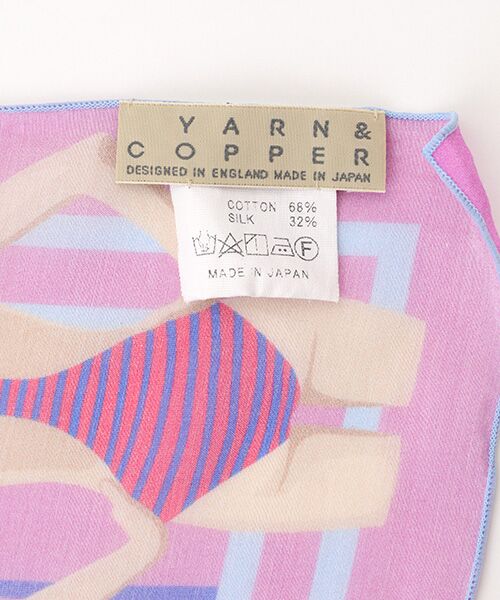 YARN &
COPPER
DESIGNED IN ENGLAND MADE IN JAPAN
COTTON 68%
SILK 32%
F
MADE IN JAPAN